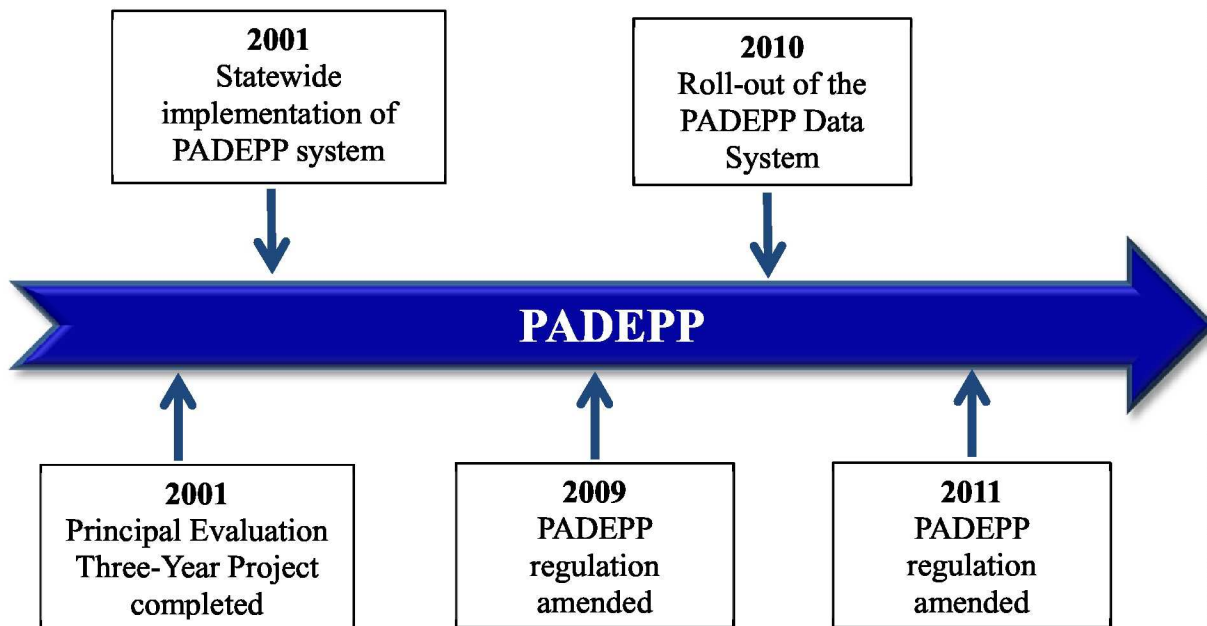 2001
Statewide
implementation of
PADEPP system
2010
Roll-out of the
PADEPP Data
System
PADEPP
2001
Principal Evaluation
Three-Year Project
completed
2009
PADEPP
regulation
amended
2011
PADEPP
regulation
amended